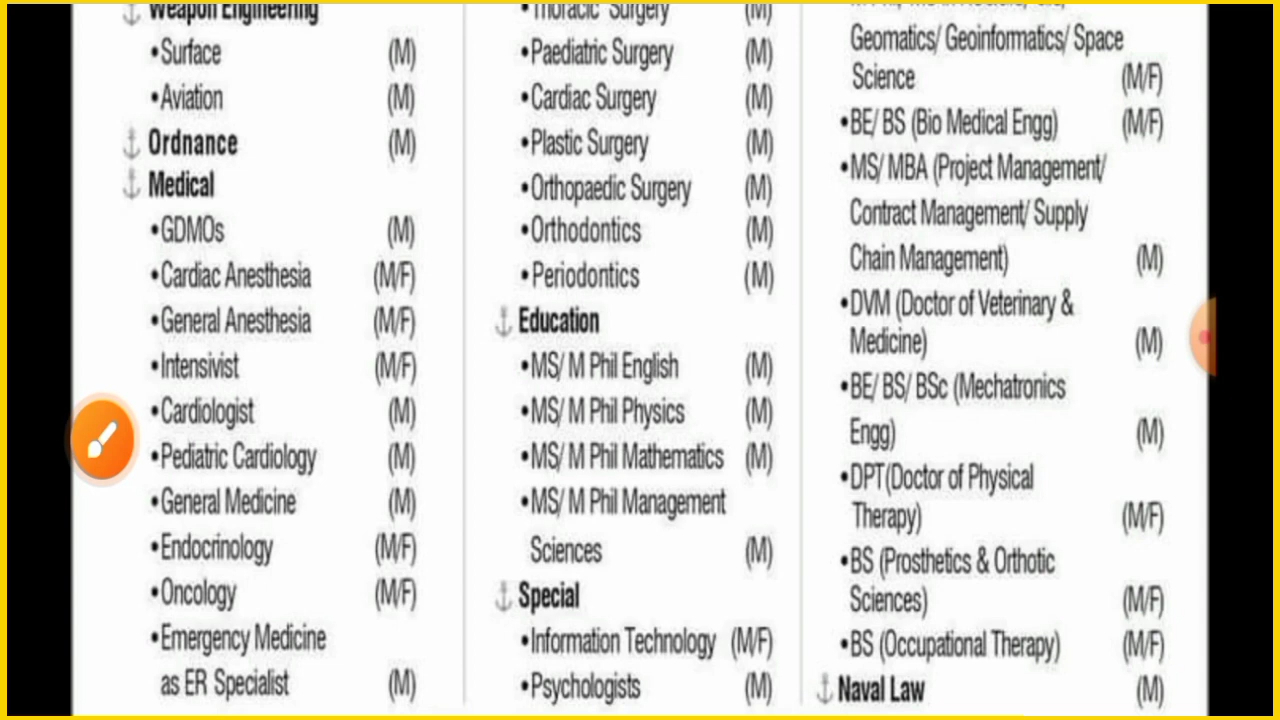 Weapon Engineering
•Surface (M)
•Aviation (M)
Ordnance (M)
Medical
•GDMOs (M)
•Cardiac Anesthesia (M/F)
•General Anesthesia (M/F)
•Intensivist (M/F)
•Cardiologist (M)
•Pediatric Cardiology (M)
•General Medicine (M)
•Endocrinology (M/F)
•Oncology (M/F)
•Emergency Medicine
as ER Specialist (M)
•Thoracic Surgery (M)
•Paediatric Surgery (M)
•Cardiac Surgery (M)
•Plastic Surgery (M)
•Orthopaedic Surgery (M)
•Orthodontics (M)
•Periodontics (M)
Education
•MS/ M Phil English (M)
•MS/ M Phil Physics (M)
•MS/ M Phil Mathematics (M)
•MS/ M Phil Management
Sciences (M)
Special
•Information Technology (M/F)
•Psychologists (M)
Geomatics/ Geoinformatics/ Space
Science (M/F)
•BE/ BS (Bio Medical Engg) (M/F)
•MS/ MBA (Project Management/
Contract Management/ Supply
Chain Management) (M)
•DVM (Doctor of Veterinary &
Medicine) (M)
•BE/ BS/ BSc (Mechatronics
Engg) (M)
•DPT(Doctor of Physical
Therapy) (M/F)
•BS (Prosthetics & Orthotic
Sciences) (M/F)
•BS (Occupational Therapy) (M/F)
Naval Law (M)